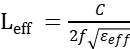 L_eff = C / (2f√ε_eff)